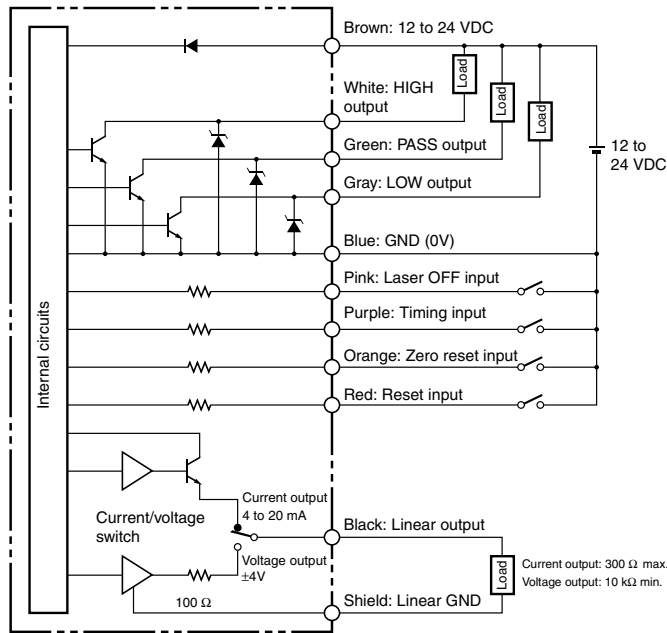 Brown: 12 to 24 VDC
White: HIGH
output
Load
Load
Load
Green: PASS output
12 to
24 VDC
Gray: LOW output
Blue: GND (0V)
Pink: Laser OFF input
Purple: Timing input
Internal circuits
Orange: Zero reset input
Red: Reset input
Current output
4 to 20 mA
Current/voltage
switch
Black: Linear output
Voltage output
±4V
Load
Current output: 300 Ω max.
Voltage output: 10 kΩ min.
100 Ω
Shield: Linear GND